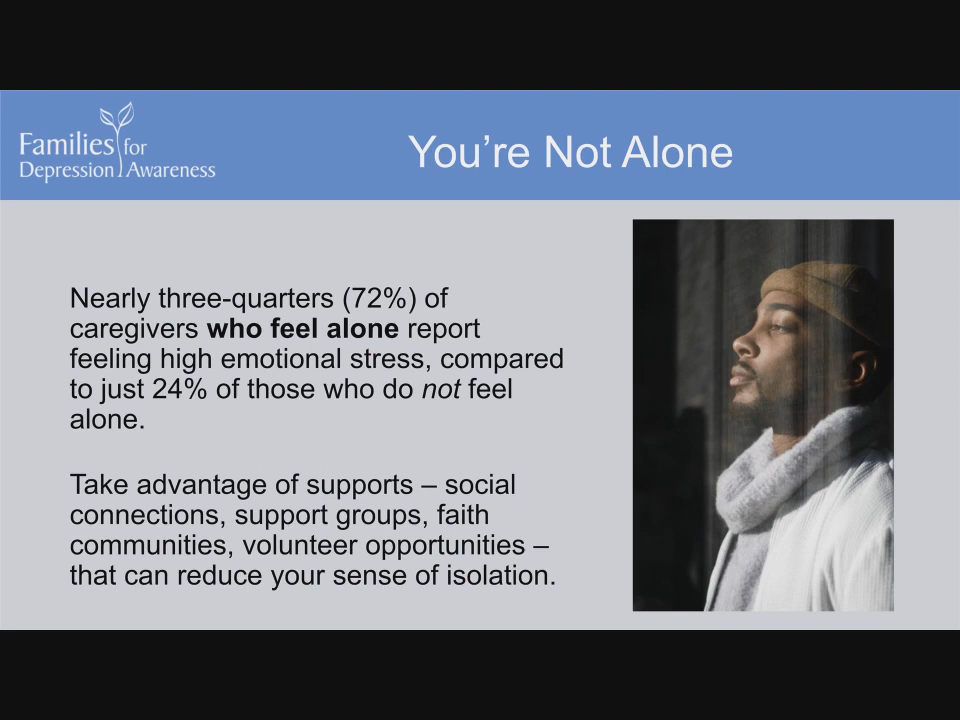 Families for
Depression Awareness
You’re Not Alone
Nearly three-quarters (72%) of
caregivers who feel alone report
feeling high emotional stress, compared
to just 24% of those who do not feel
alone.
Take advantage of supports – social
connections, support groups, faith
communities, volunteer opportunities –
that can reduce your sense of isolation.